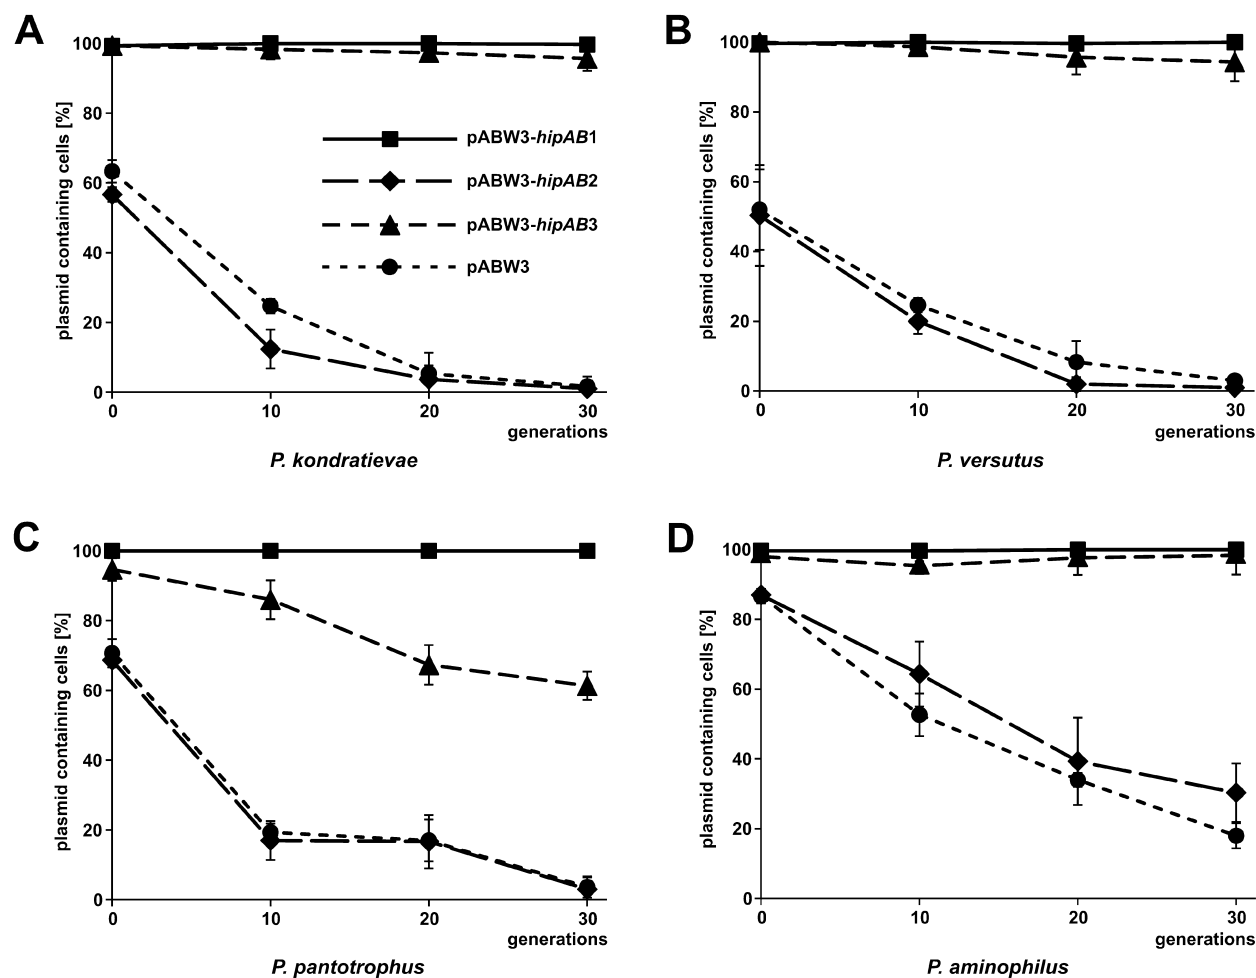 A
plasmid containing cells [%]
100
80
60
40
20
0
0 10 20 30
generations
P. kondratievae
pABW3-hipAB1
pABW3-hipAB2
pABW3-hipAB3
pABW3
B
plasmid containing cells [%]
100
80
60
40
20
0
0 10 20 30
generations
P. versutus
C
plasmid containing cells [%]
100
80
60
40
20
0
0 10 20 30
generations
P. pantotrophus
D
plasmid containing cells [%]
100
80
60
40
20
0
0 10 20 30
generations
P. aminophilus